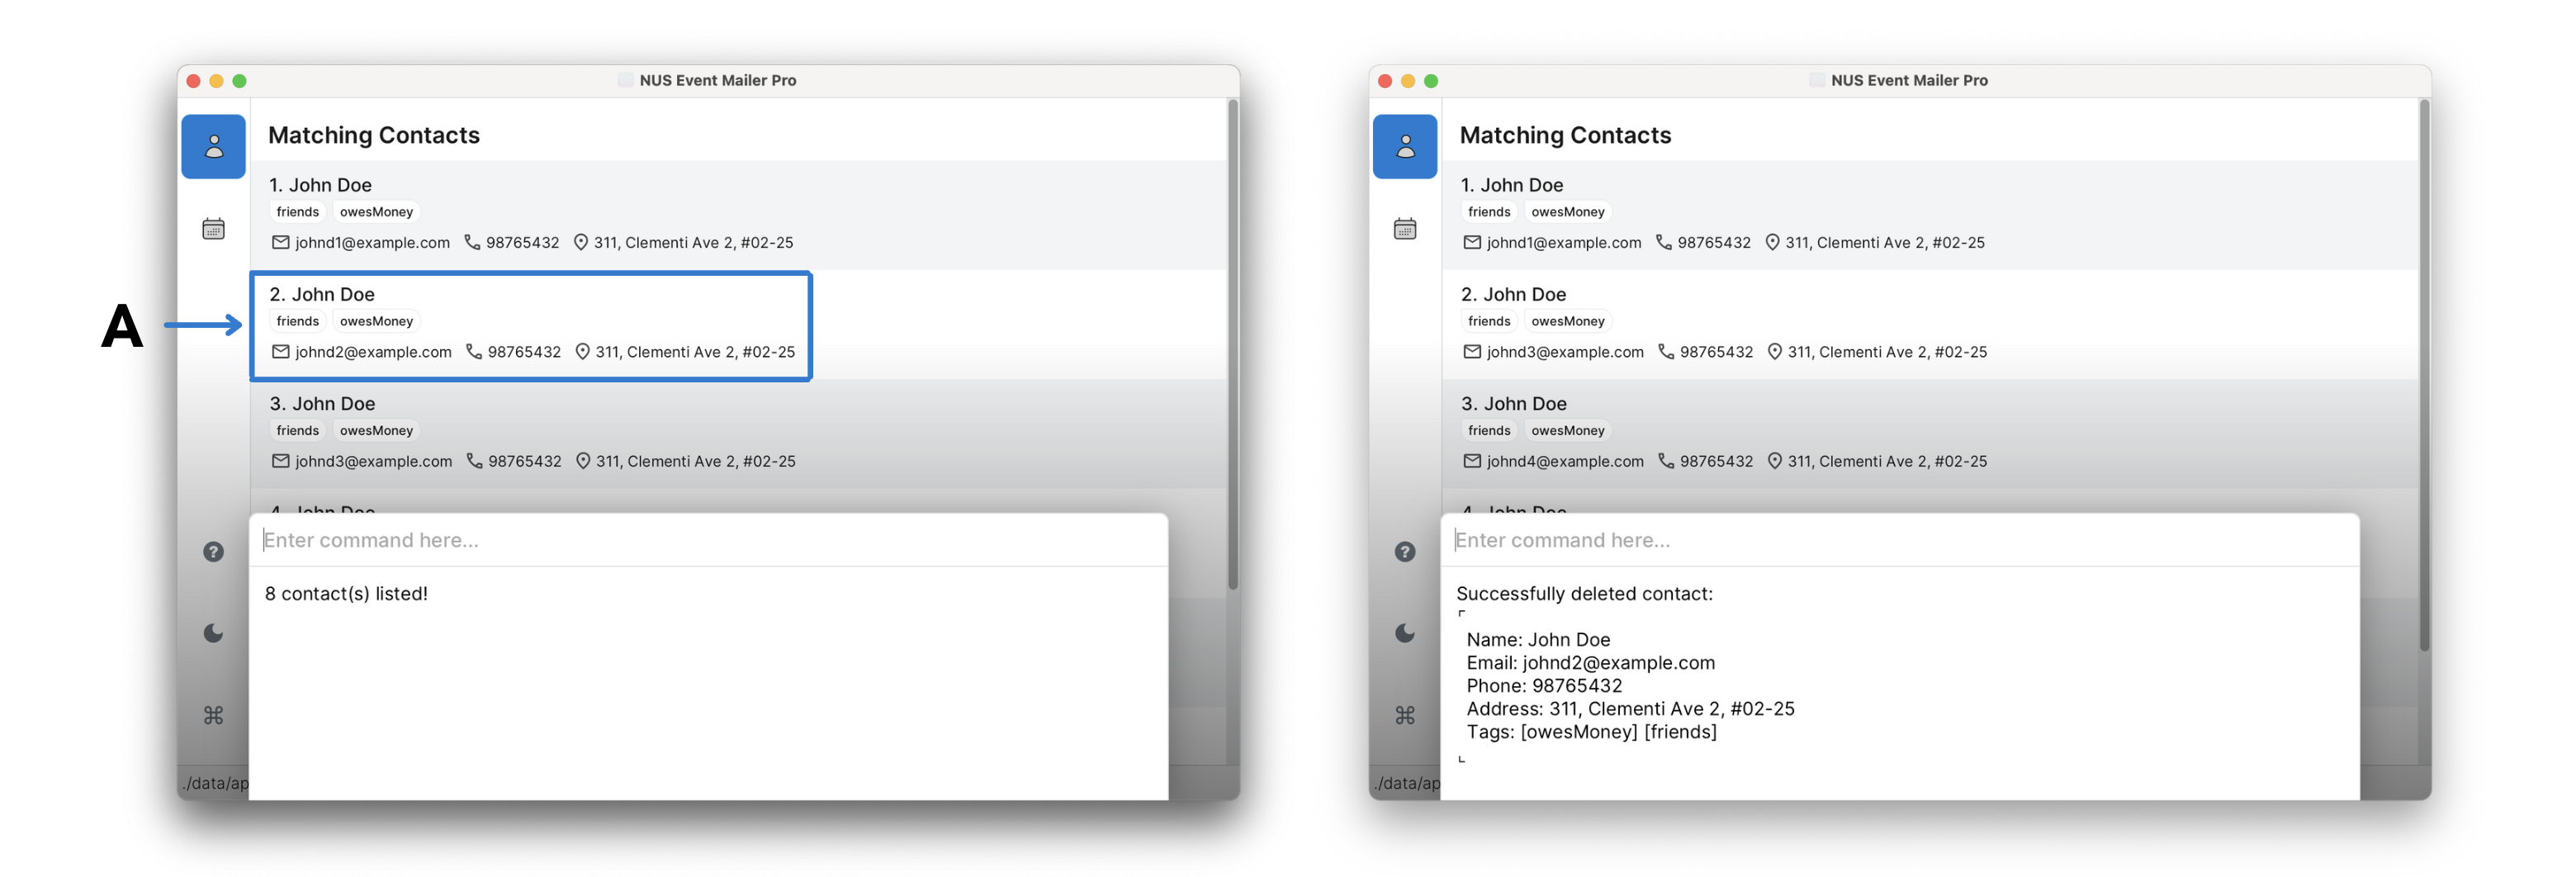 NUS Event Mailer Pro
Matching Contacts
1. John Doe
friends owesMoney
johnd1@example.com 98765432 311, Clementi Ave 2, #02-25
A
2. John Doe
friends owesMoney
johnd2@example.com 98765432 311, Clementi Ave 2, #02-25
3. John Doe
friends owesMoney
johnd3@example.com 98765432 311, Clementi Ave 2, #02-25
4. John Doe
Enter command here...
8 contact(s) listed!
./data/ap
NUS Event Mailer Pro
Matching Contacts
1. John Doe
friends owesMoney
johnd1@example.com 98765432 311, Clementi Ave 2, #02-25
2. John Doe
friends owesMoney
johnd3@example.com 98765432 311, Clementi Ave 2, #02-25
3. John Doe
friends owesMoney
johnd4@example.com 98765432 311, Clementi Ave 2, #02-25
4. John Doe
Enter command here...
Successfully deleted contact:
⌜
Name: John Doe
Email: johnd2@example.com
Phone: 98765432
Address: 311, Clementi Ave 2, #02-25
Tags: [owesMoney] [friends]
⌞
./data/ap